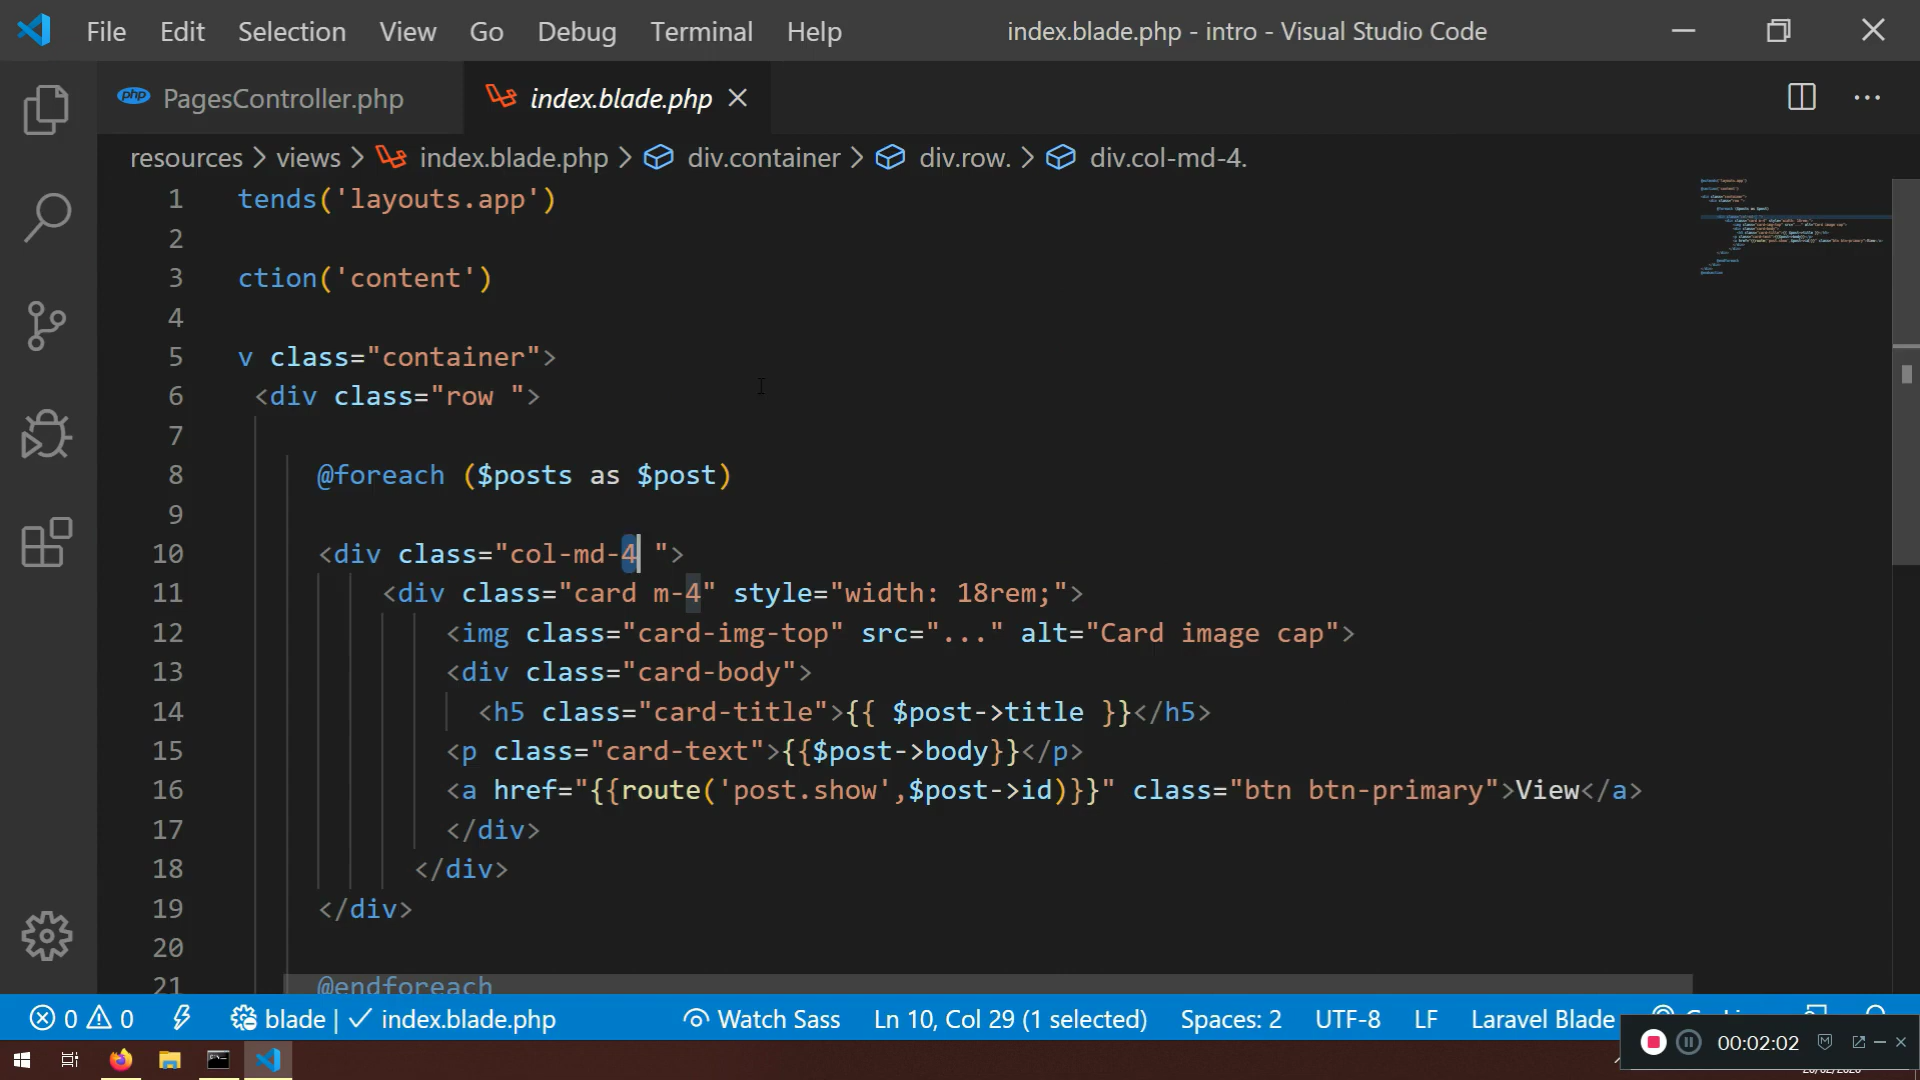 File Edit Selection View Go Debug Terminal Help index.blade.php - intro - Visual Studio Code
php PagesController.php index.blade.php
resources > views > index.blade.php > div.container > div.row. > div.col-md-4.
1 tends('layouts.app')
2
3 ction('content')
4
5 v class="container">
6 <div class="row ">
7
8 @foreach ($posts as $post)
9
10 <div class="col-md-4 ">
11 <div class="card m-4" style="width: 18rem;">
12 <img class="card-img-top" src="..." alt="Card image cap">
13 <div class="card-body">
14 <h5 class="card-title">{{ $post->title }}</h5>
15 <p class="card-text">{{$post->body}}</p>
16 <a href="{{route('post.show',$post->id)}}" class="btn btn-primary">View</a>
17 </div>
18 </div>
19 </div>
20
21 @endforeach
0 0 blade | index.blade.php Watch Sass Ln 10, Col 29 (1 selected) Spaces: 2 UTF-8 LF Laravel Blade
00:02:02